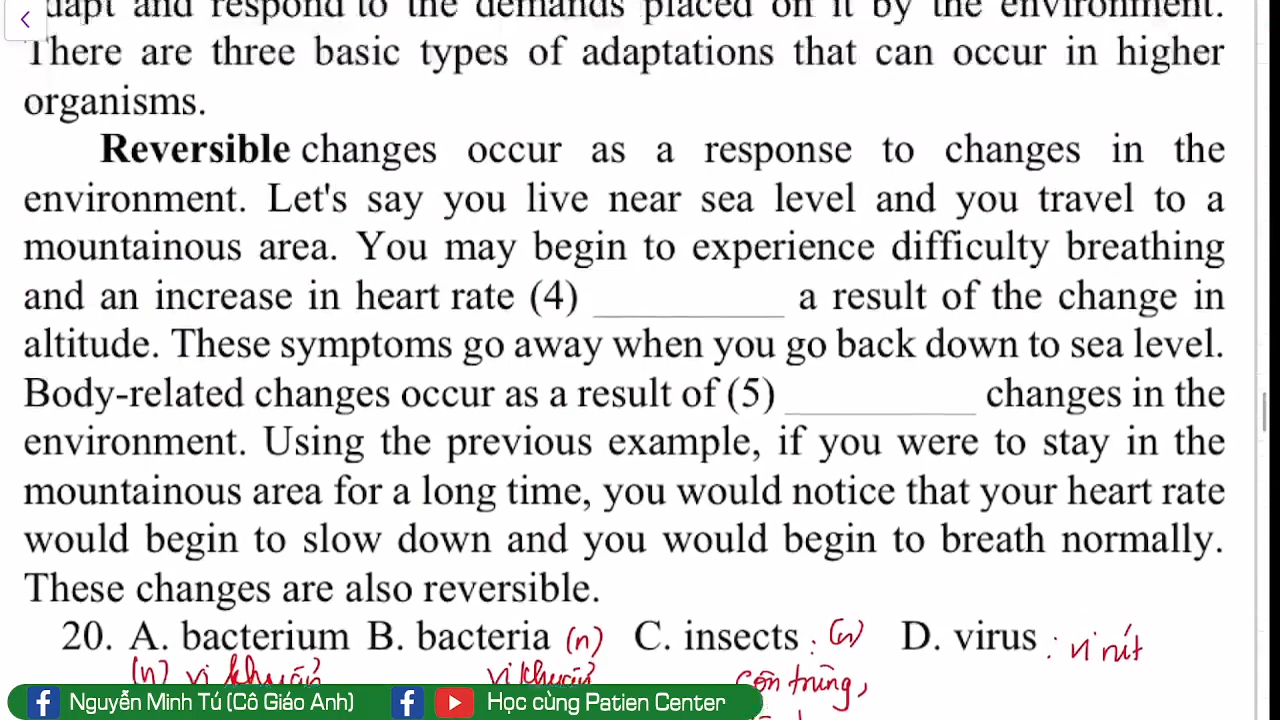 adapt and respond to the demands placed on it by the environment.
There are three basic types of adaptations that can occur in higher
organisms.
Reversible changes occur as a response to changes in the
environment. Let's say you live near sea level and you travel to a
mountainous area. You may begin to experience difficulty breathing
and an increase in heart rate (4) __________ a result of the change in
altitude. These symptoms go away when you go back down to sea level.
Body-related changes occur as a result of (5) __________ changes in the
environment. Using the previous example, if you were to stay in the
mountainous area for a long time, you would notice that your heart rate
would begin to slow down and you would begin to breath normally.
These changes are also reversible.
20. A. bacterium B. bacteria (n) C. insects : (n) D. virus : vi rút
(n) vi khuẩn vi khuẩn côn trùng,
Nguyễn Minh Tú (Cô Giáo Anh) Học cùng Patien Center